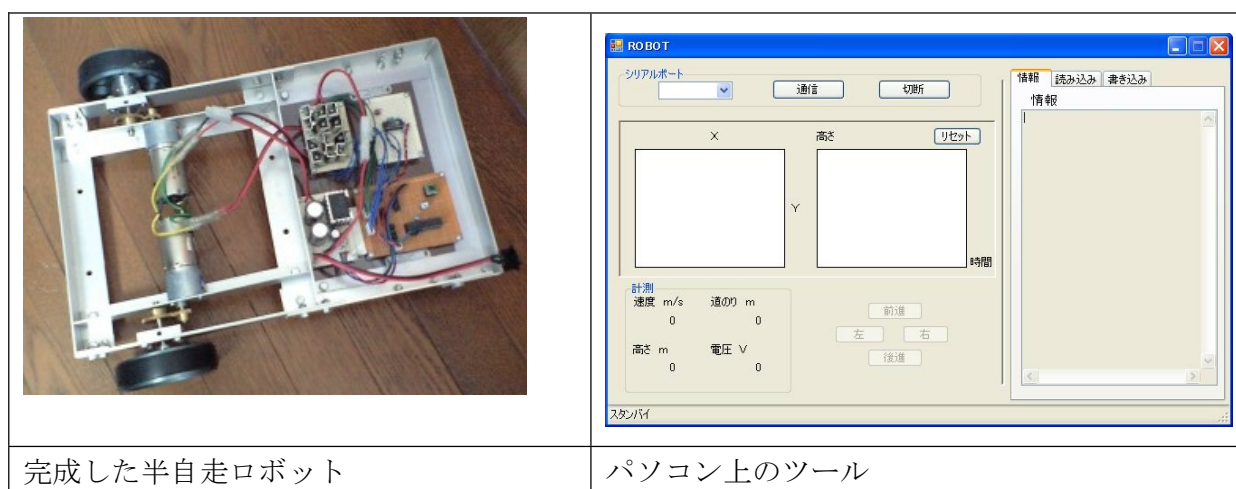 ROBOT
シリアルポート
通信
切断
情報 読み込み 書き込み
情報
X
高さ
リセット
Y
時間
計測
速度 m/s 道のり m
0 0
高さ m 電圧 V
0 0
前進
左 右
後進
スタンバイ
完成した半自走ロボット
パソコン上のツール